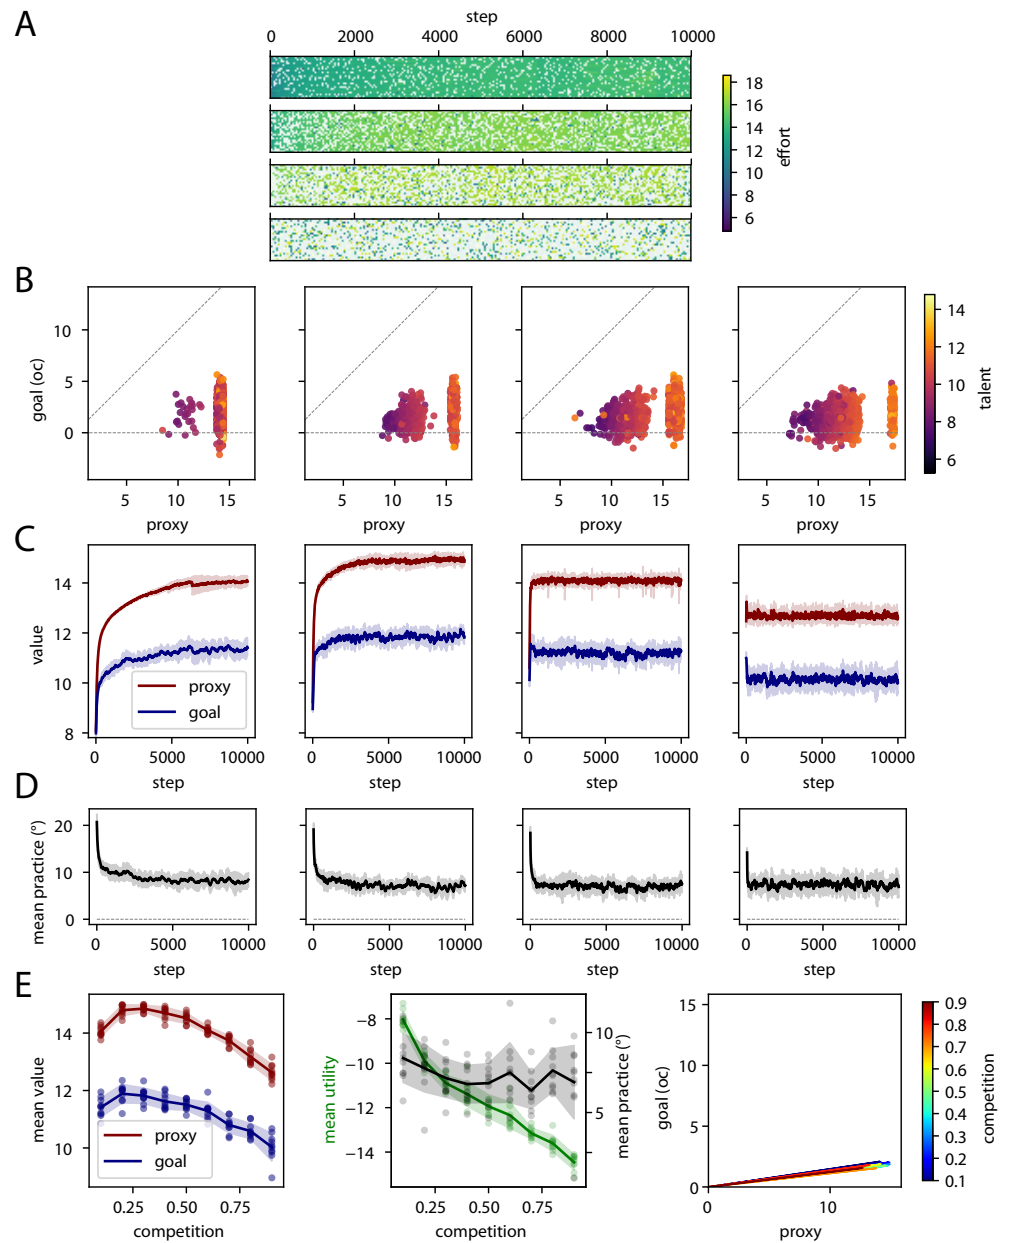 A
step
0 2000 4000 6000 8000 10000
18
16
14
12
10
8
6
effort
B
10
5
0
goal (oc)
5 10 15
5 10 15
5 10 15
5 10 15
proxy proxy proxy proxy
14
12
10
8
6
talent
C
14
12
10
8
value
proxy
goal
0 5000 10000
0 5000 10000
0 5000 10000
0 5000 10000
step step step step
D
20
10
0
mean practice (°)
0 5000 10000
0 5000 10000
0 5000 10000
0 5000 10000
step step step step
E
14
12
10
mean value
proxy
goal
0.25 0.50 0.75
competition
−8
−10
−12
−14
mean utility
10
5
mean practice (°)
0.25 0.50 0.75
competition
15
10
5
0
goal (oc)
0 10
proxy
0.9
0.8
0.7
0.6
0.5
0.4
0.3
0.2
0.1
competition